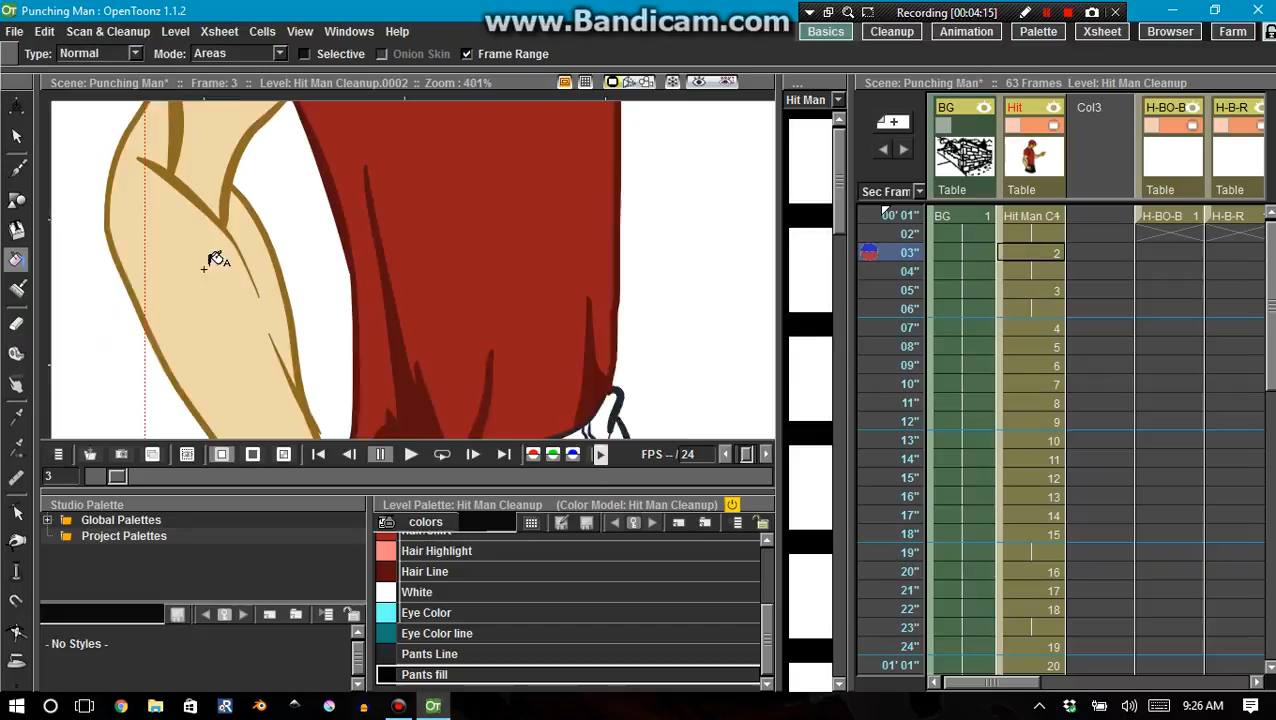 Punching Man : OpenToonz 1.1.2
www.Bandicam.com
Recording [00:04:15]
File Edit Scan & Cleanup Level Xsheet Cells View Windows Help
Basics Cleanup Animation Palette Xsheet Browser Farm
Type: Normal Mode: Areas Selective Onion Skin Frame Range
Scene: Punching Man* :: Frame: 3 :: Level: Hit Man Cleanup.0002 :: Zoom : 401%
...
Scene: Punching Man* :: 63 Frames Level: Hit Man Cleanup
Hit Man
BG Hit Col3 H-BO-B H-B-R
Table Table Table Table
Sec Fram
00' 01" BG 1 Hit Man C4 H-BO-B 1 H-B-R
02"
03" 2
04"
05" 3
06"
07" 4
08" 5
09" 6
10" 7
11" 8
12" 9
13" 10
14" 11
15" 12
16" 13
17" 14
18" 15
19"
20" 16
21" 17
22" 18
23"
24" 19
01' 01" 20
A
FPS -- / 24
3
Studio Palette
Global Palettes
Project Palettes
- No Styles -
Level Palette: Hit Man Cleanup (Color Model: Hit Man Cleanup)
colors
Hair Highlight
Hair Line
White
Eye Color
Eye Color line
Pants Line
Pants fill
9:26 AM